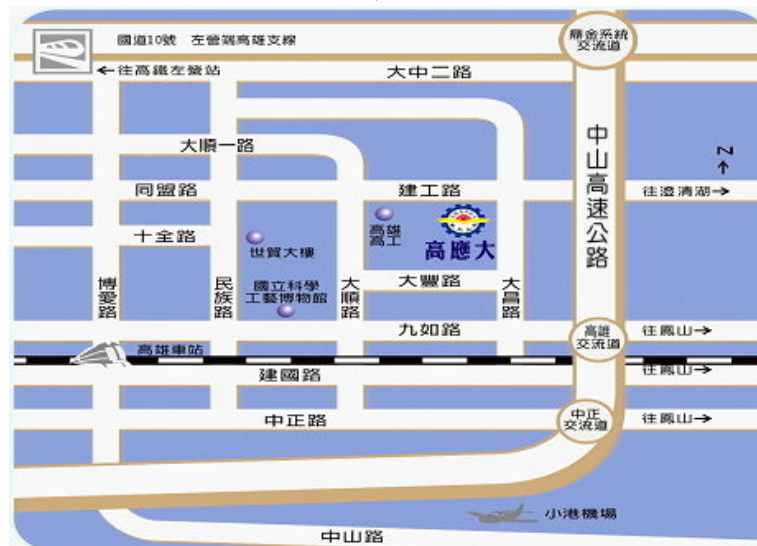 國道10號 左營端高雄支線
鼎金系統
交流道
←往高鐵左營站
大中二路
大順一路
中山高速公路
N
↑
同盟路
建工路
往澄清湖→
高雄
高工
高應大
十全路
世貿大樓
博愛路
民族路
國立科學
工藝博物館
大順路
大豐路
大昌路
九如路
高雄
交流道
往鳳山→
高雄車站
建國路
往鳳山→
中正路
中正
交流道
往鳳山→
小港機場
中山路